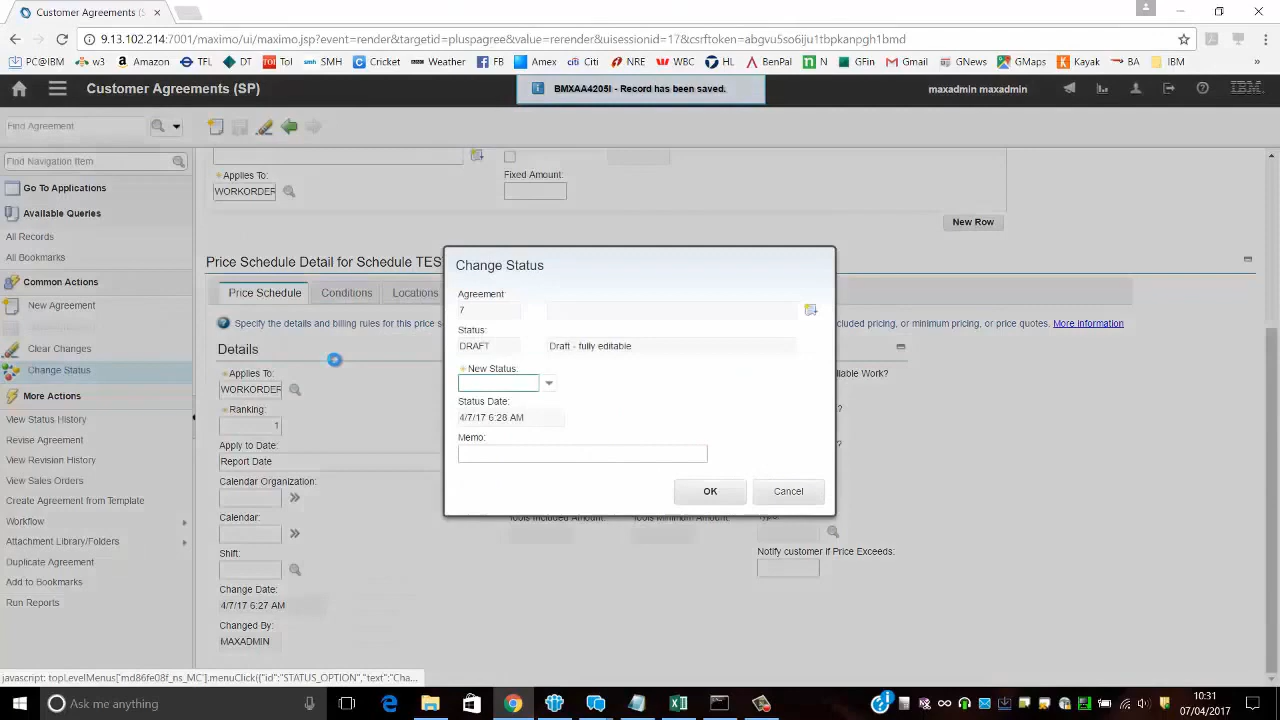 Customer Agreements (SP)
9.13.102.214:7001/maximo/ui/maximo.jsp?event=render&targetid=pluspagree&value=rerender&uisessionid=17&csrftoken=abgvu5so6iju1tbpkanpgh1bmd
PC@IBM w3 Amazon TFL DT ToI SMH Cricket Weather FB Amex Citi NRE WBC HL BenPal N GFin Gmail GNews GMaps Kayak BA IBM »
Customer Agreements (SP)
BMXAA4205I - Record has been saved.
maxadmin maxadmin
IBM
Find Agreement
Find Navigation Item
Go To Applications
Available Queries
All Records
All Bookmarks
Common Actions
New Agreement
Clear Changes
Change Status
More Actions
View Status History
Revise Agreement
View Revision History
View Sales Orders
Create Agreement from Template
Workflow
Attachment Library/Folders
Duplicate Agreement
Add to Bookmarks
Run Reports
Applies To:
WORKORDER
Fixed Amount:
New Row
Price Schedule Detail for Schedule TES
Price Schedule Conditions Locations
Specify the details and billing rules for this price s
cluded pricing, or minimum pricing, or price quotes. More information
Details
Applies To:
WORKORDER
Ranking:
1
Apply to Date:
Report Date
Calendar Organization:
Calendar:
Shift:
Change Date:
4/7/17 6:27 AM
Changed By:
MAXADMIN
llable Work?
?
?
Tools Included Amount:
Tools Minimum Amount:
Type:
Notify customer if Price Exceeds:
Change Status
Agreement:
7
Status:
DRAFT Draft - fully editable
New Status:
Status Date:
4/7/17 6:28 AM
Memo:
OK Cancel
javascript: topLevelMenus['md86fe08f_ns_MC'].menuClick({"id":"STATUS_OPTION","text":"Cha...
Ask me anything
10:31
07/04/2017